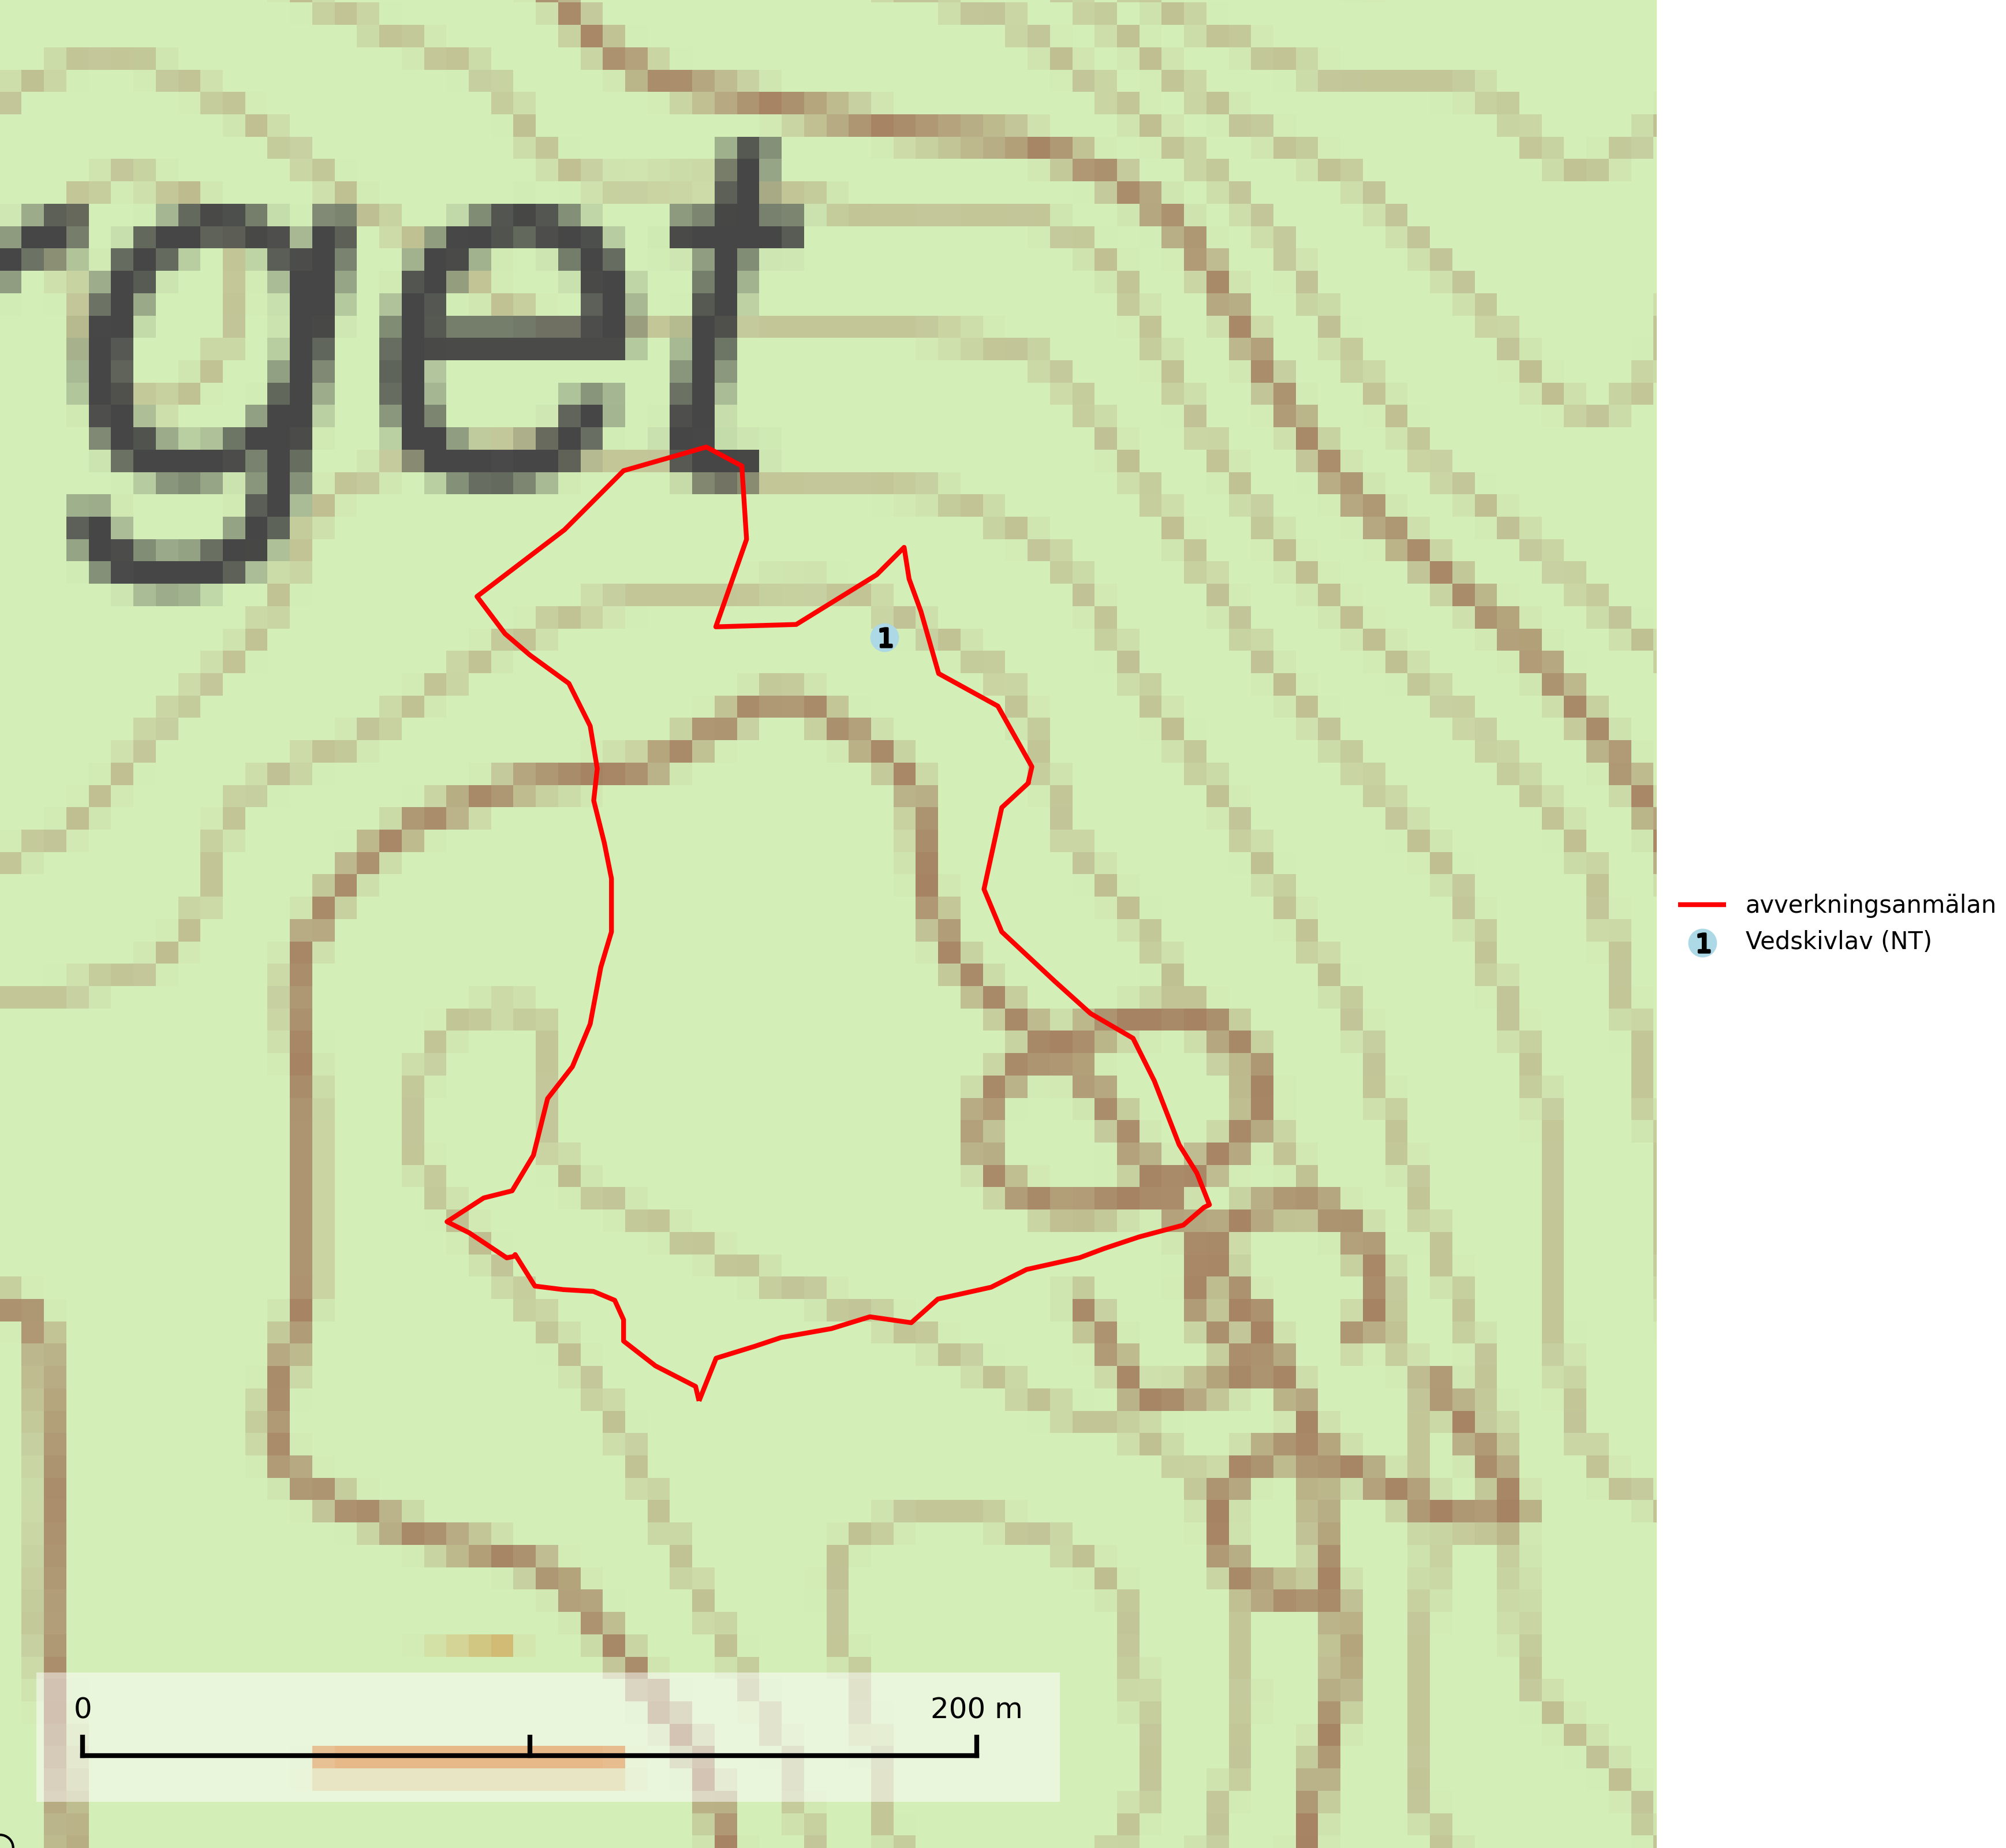 get
1
avverkningsanmälan
1 Vedskivlav (NT)
0 200 m